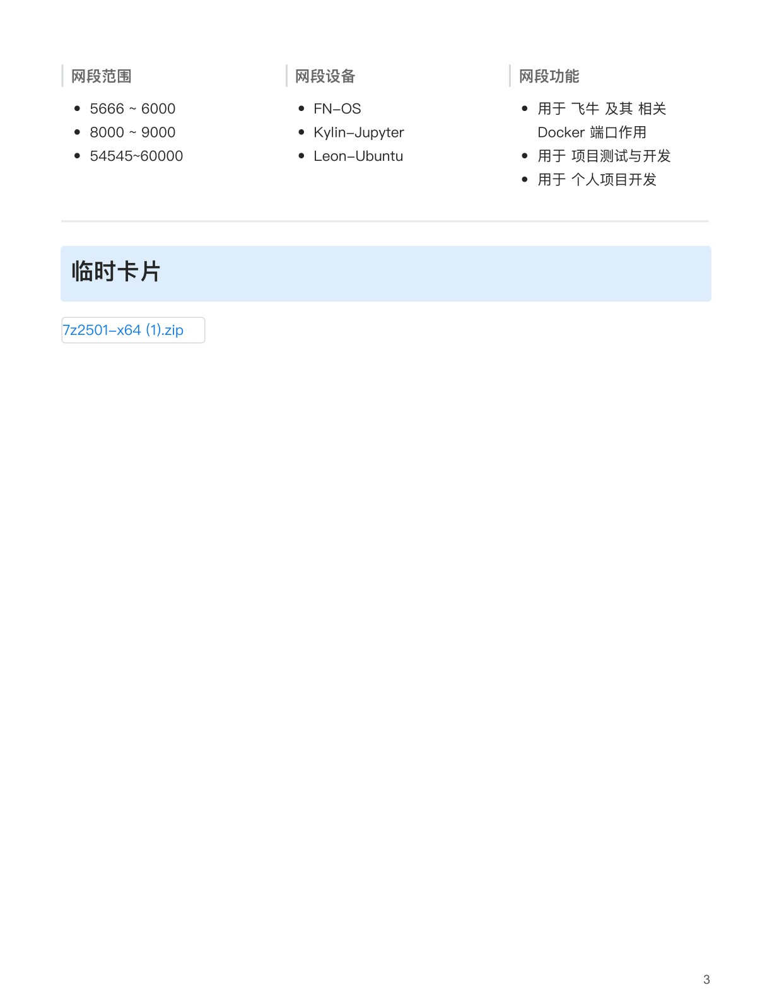 网段范围
5666 ~ 6000
8000 ~ 9000
54545~60000
网段设备
FN-OS
Kylin-Jupyter
Leon-Ubuntu
网段功能
用于 飞牛 及其 相关
Docker 端口作用
用于 项目测试与开发
用于 个人项目开发
临时卡片
7z2501-x64 (1).zip
3